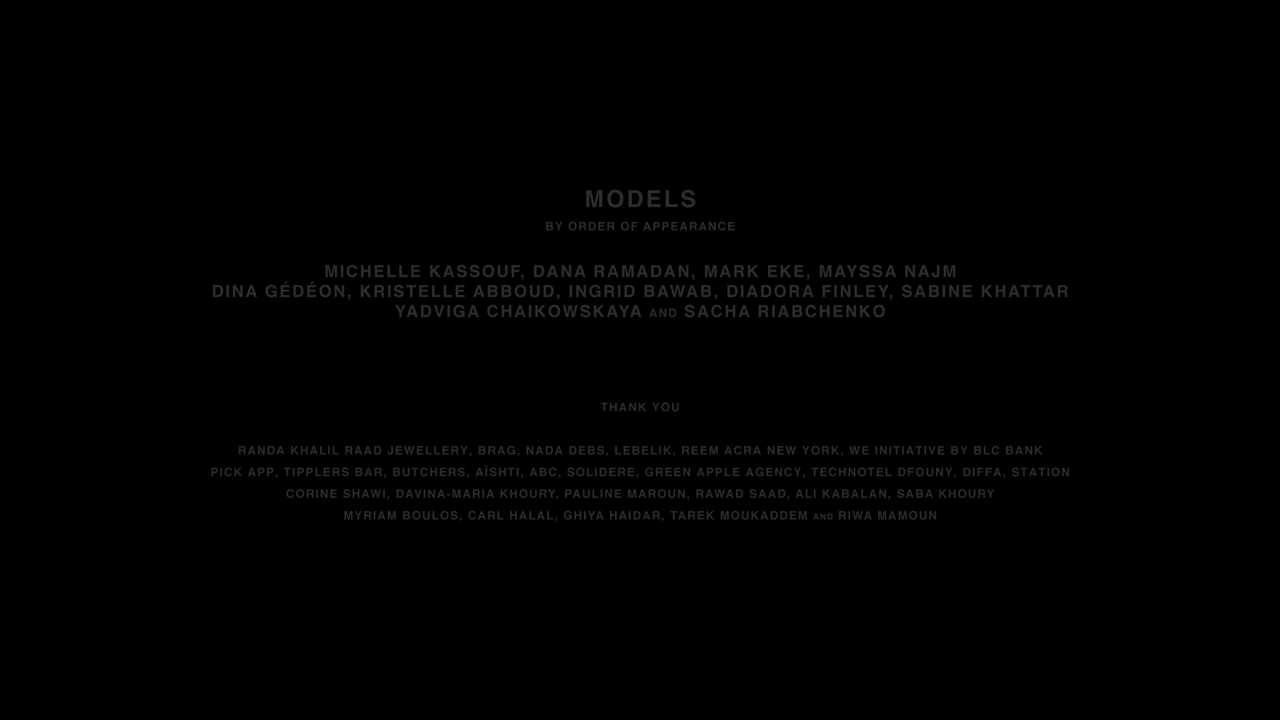 MODELS
BY ORDER OF APPEARANCE
MICHELLE KASSOUF, DANA RAMADAN, MARK EKE, MAYSSA NAJM
DINA GÉDÉON, KRISTELLE ABBOUD, INGRID BAWAB, DIADORA FINLEY, SABINE KHATTAR
YADVIGA CHAIKOWSKAYA AND SACHA RIABCHENKO
THANK YOU
RANDA KHALIL RAAD JEWELLERY, BRAG, NADA DEBS, LEBELIK, REEM ACRA NEW YORK, WE INITIATIVE BY BLC BANK
PICK APP, TIPPLERS BAR, BUTCHERS, AÏSHTI, ABC, SOLIDERE, GREEN APPLE AGENCY, TECHNOTEL DFOUNY, DIFFA, STATION
CORINE SHAWI, DAVINA-MARIA KHOURY, PAULINE MAROUN, RAWAD SAAD, ALI KABALAN, SABA KHOURY
MYRIAM BOULOS, CARL HALAL, GHIYA HAIDAR, TAREK MOUKADDEM AND RIWA MAMOUN